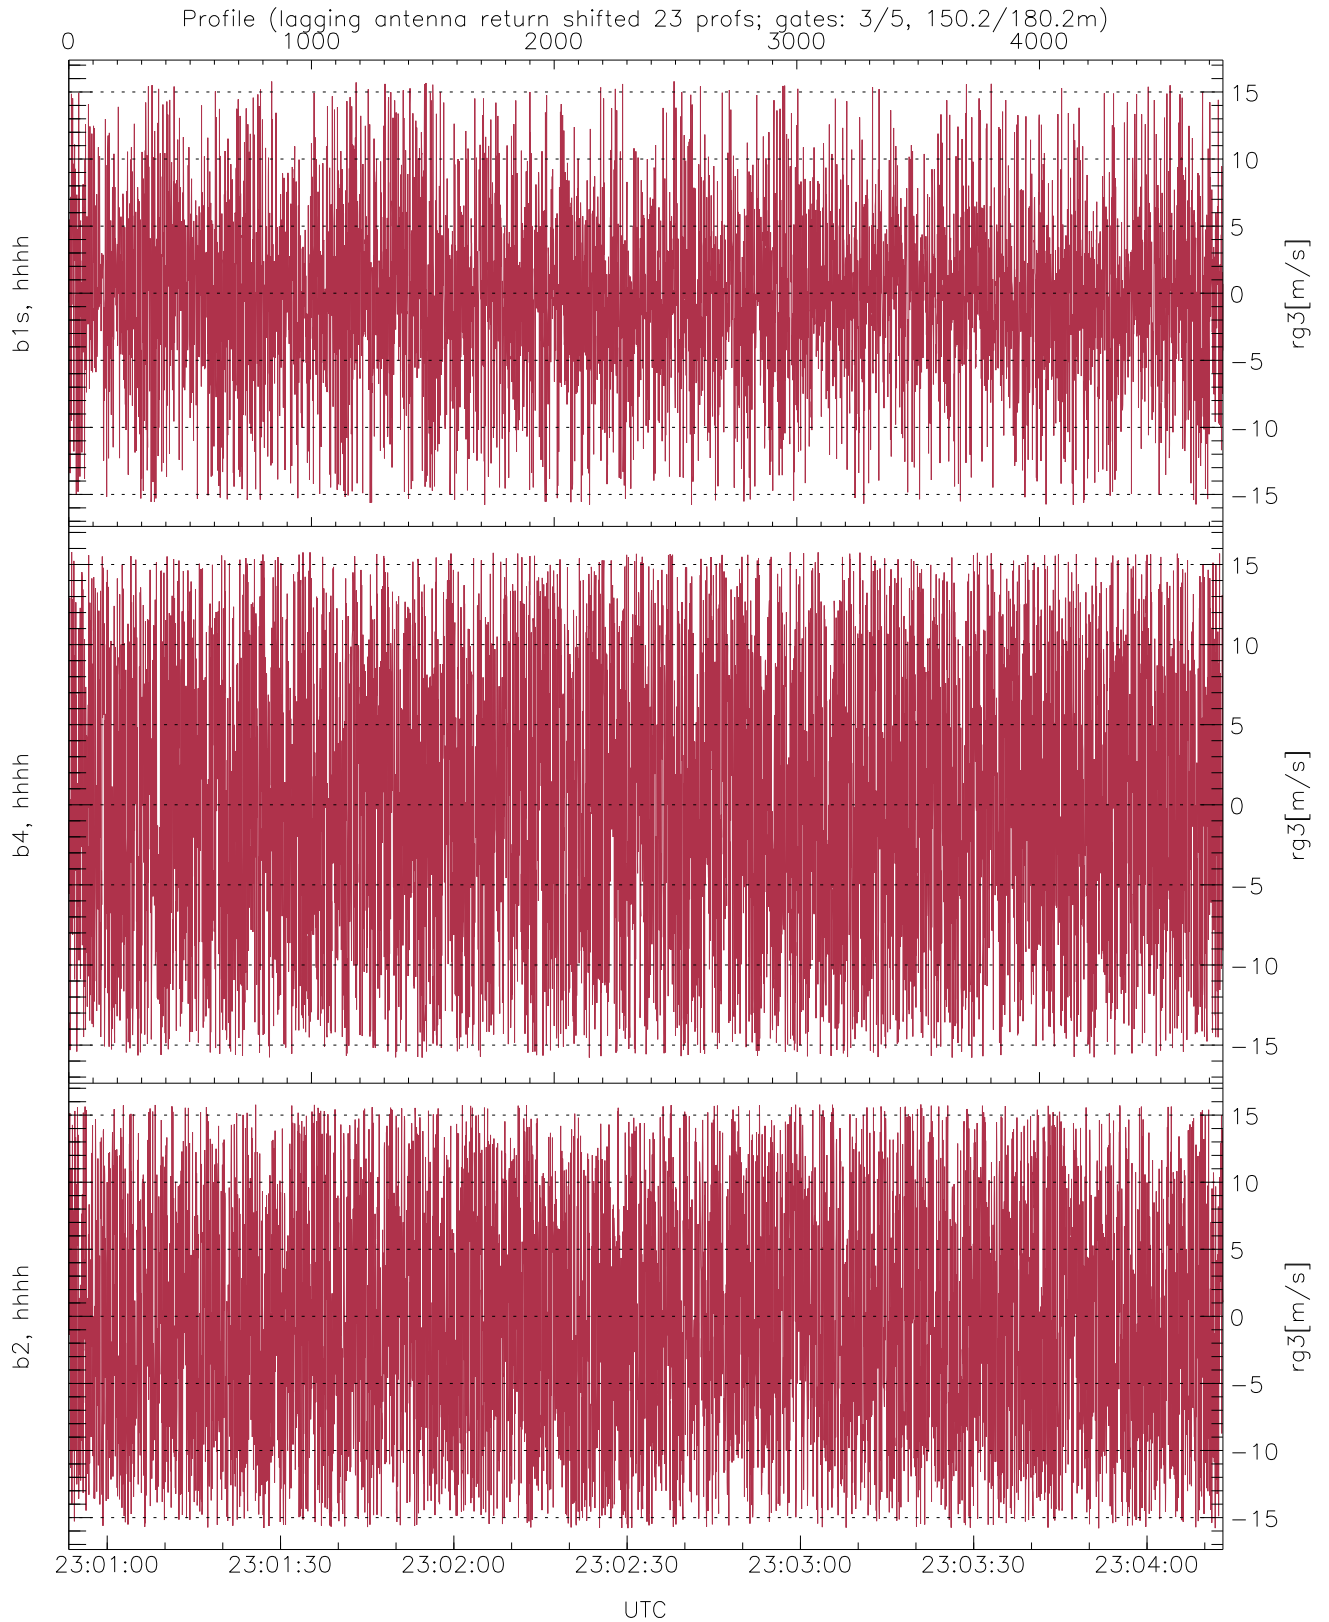 Profile (lagging antenna return shifted 23 profs; gates: 3/5, 150.2/180.2m)
0 1000 2000 3000 4000
15
10
5
0
-5
-10
-15
b1s, hhhh
rg3[m/s]
15
10
5
0
-5
-10
-15
b4, hhhh
rg3[m/s]
15
10
5
0
-5
-10
-15
b2, hhhh
rg3[m/s]
23:01:00 23:01:30 23:02:00 23:02:30 23:03:00 23:03:30 23:04:00
UTC